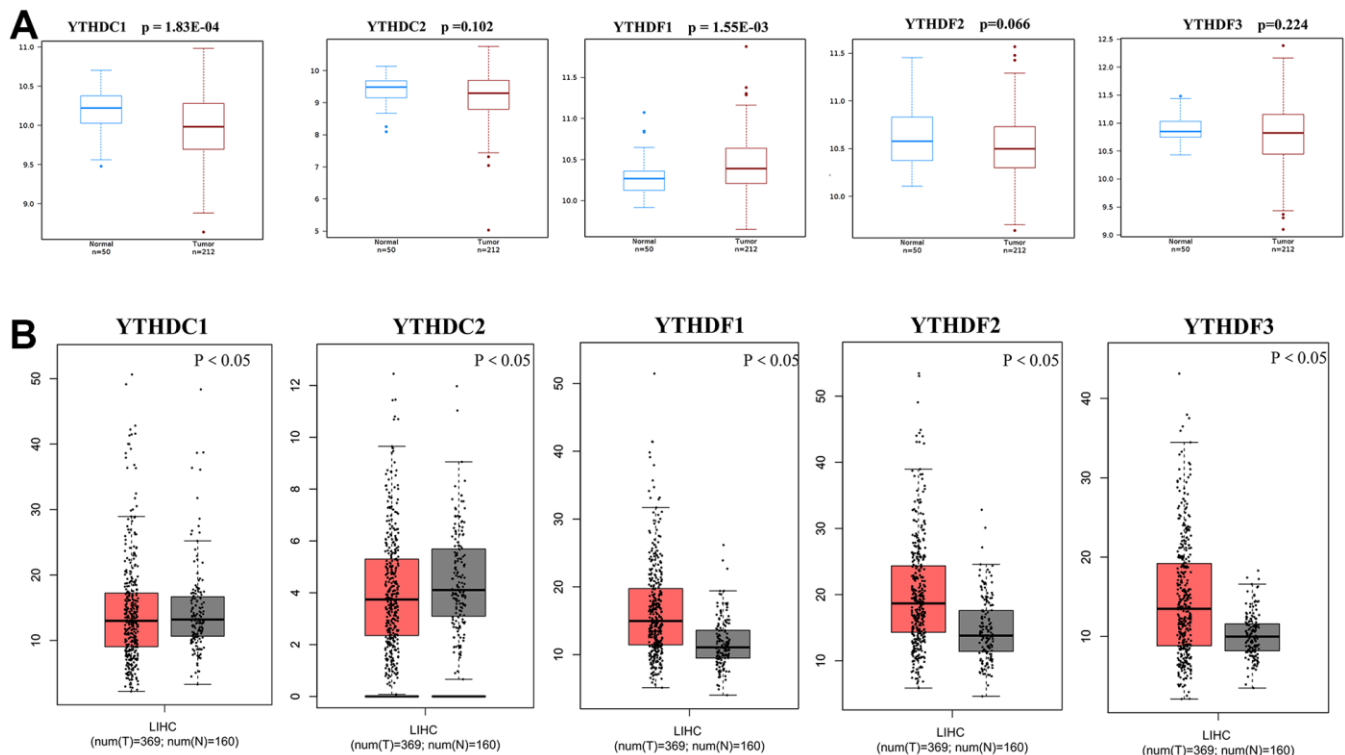 A
YTHDC1 p = 1.83E-04
11.0
10.5
10.0
9.5
9.0
Normal
n=50
Tumor
n=212
YTHDC2 p =0.102
10
9
8
7
6
5
Normal
n=50
Tumor
n=212
YTHDF1 p = 1.55E-03
11.5
11.0
10.5
10.0
Normal
n=50
Tumor
n=212
YTHDF2 p=0.066
11.5
11.0
10.5
10.0
Normal
n=50
Tumor
n=212
YTHDF3 p=0.224
12.5
12.0
11.5
11.0
10.5
10.0
9.5
9.0
Normal
n=50
Tumor
n=212
B
YTHDC1
P < 0.05
50
40
30
20
10
LIHC
(num(T)=369; num(N)=160)
YTHDC2
P < 0.05
12
10
8
6
4
2
0
LIHC
(num(T)=369; num(N)=160)
YTHDF1
P < 0.05
50
40
30
20
10
LIHC
(num(T)=369; num(N)=160)
YTHDF2
P < 0.05
50
40
30
20
10
LIHC
(num(T)=369; num(N)=160)
YTHDF3
P < 0.05
40
30
20
10
LIHC
(num(T)=369; num(N)=160)